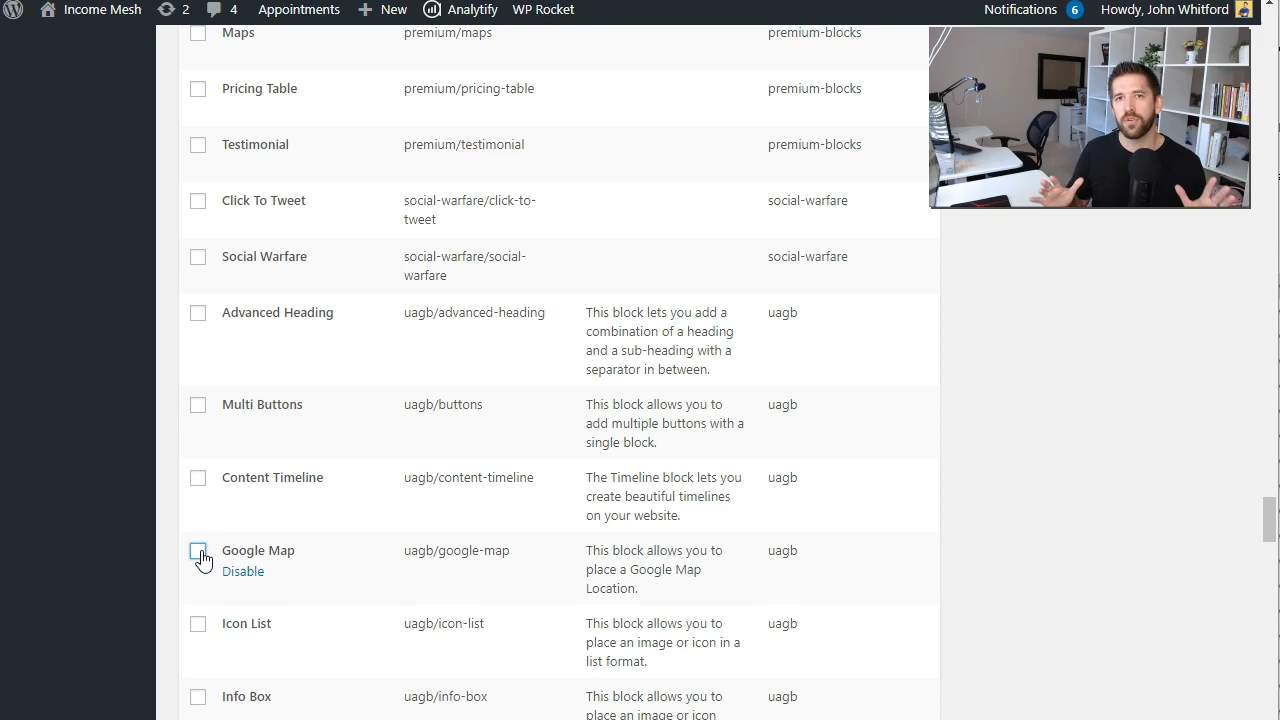 Income Mesh 2 4 Appointments New Analytify WP Rocket Notifications 6 Howdy, John Whitford
Maps premium/maps premium-blocks
Pricing Table premium/pricing-table premium-blocks
Testimonial premium/testimonial premium-blocks
Click To Tweet social-warfare/click-to- social-warfare
tweet
Social Warfare social-warfare/social- social-warfare
warfare
Advanced Heading uagb/advanced-heading This block lets you add a uagb
combination of a heading
and a sub-heading with a
separator in between.
Multi Buttons uagb/buttons This block allows you to uagb
add multiple buttons with a
single block.
Content Timeline uagb/content-timeline The Timeline block lets you uagb
create beautiful timelines
on your website.
Google Map uagb/google-map This block allows you to uagb
Disable place a Google Map
Location.
Icon List uagb/icon-list This block allows you to uagb
place an image or icon in a
list format.
Info Box uagb/info-box This block allows you to uagb
place an image or icon